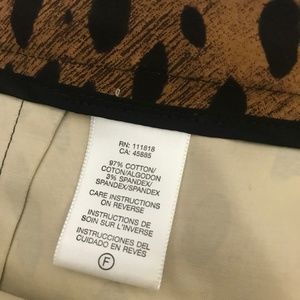 RN: 111818
CA: 45885
97% COTTON/
COTON/ALGODON
3% SPANDEX/
SPANDEX/SPANDEX
CARE INSTRUCTIONS
ON REVERSE
INSTRUCTIONS DE
SOIN SUR L'INVERSE
INSTRUCCIONES DEL
CUIDADO EN REVES
F